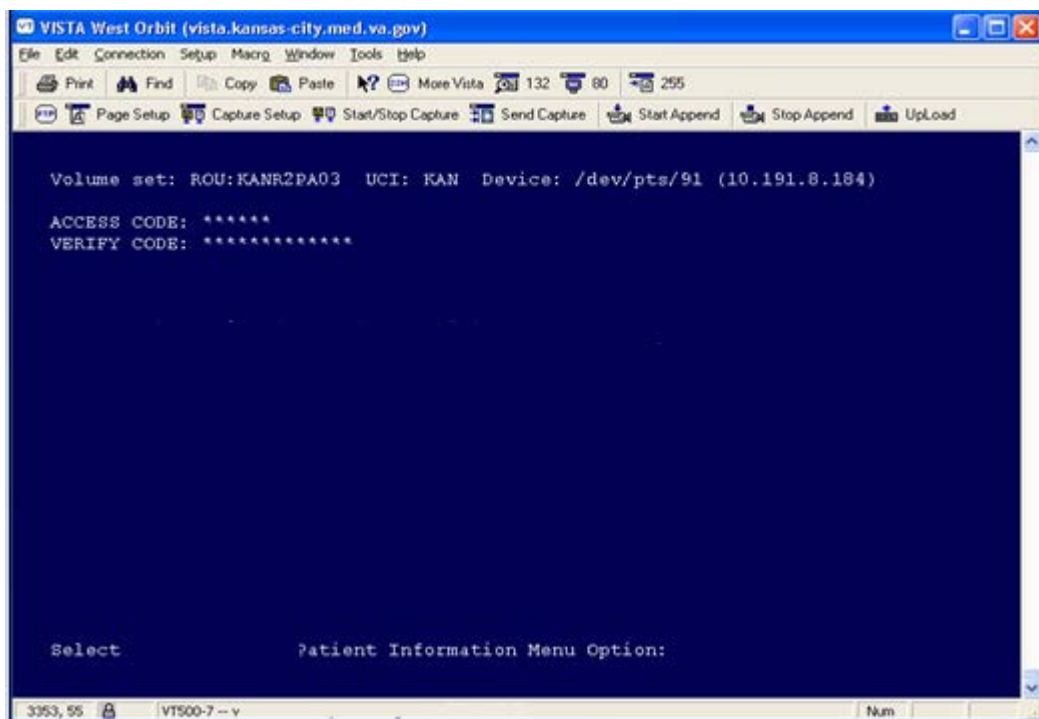 VISTA West Orbit (vista.kansas-city.med.va.gov)
File Edit Connection Setup Macro Window Tools Help
Print Find Copy Paste More Vista 132 80 255
FTP Page Setup Capture Setup Start/Stop Capture Send Capture Start Append Stop Append UpLoad
Volume set: ROU:KANR2PA03 UCI: KAN Device: /dev/pts/91 (10.191.8.184)
ACCESS CODE: ******
VERIFY CODE: *************
Select Patient Information Menu Option:
3353, 55 VT500-7 -- v Num